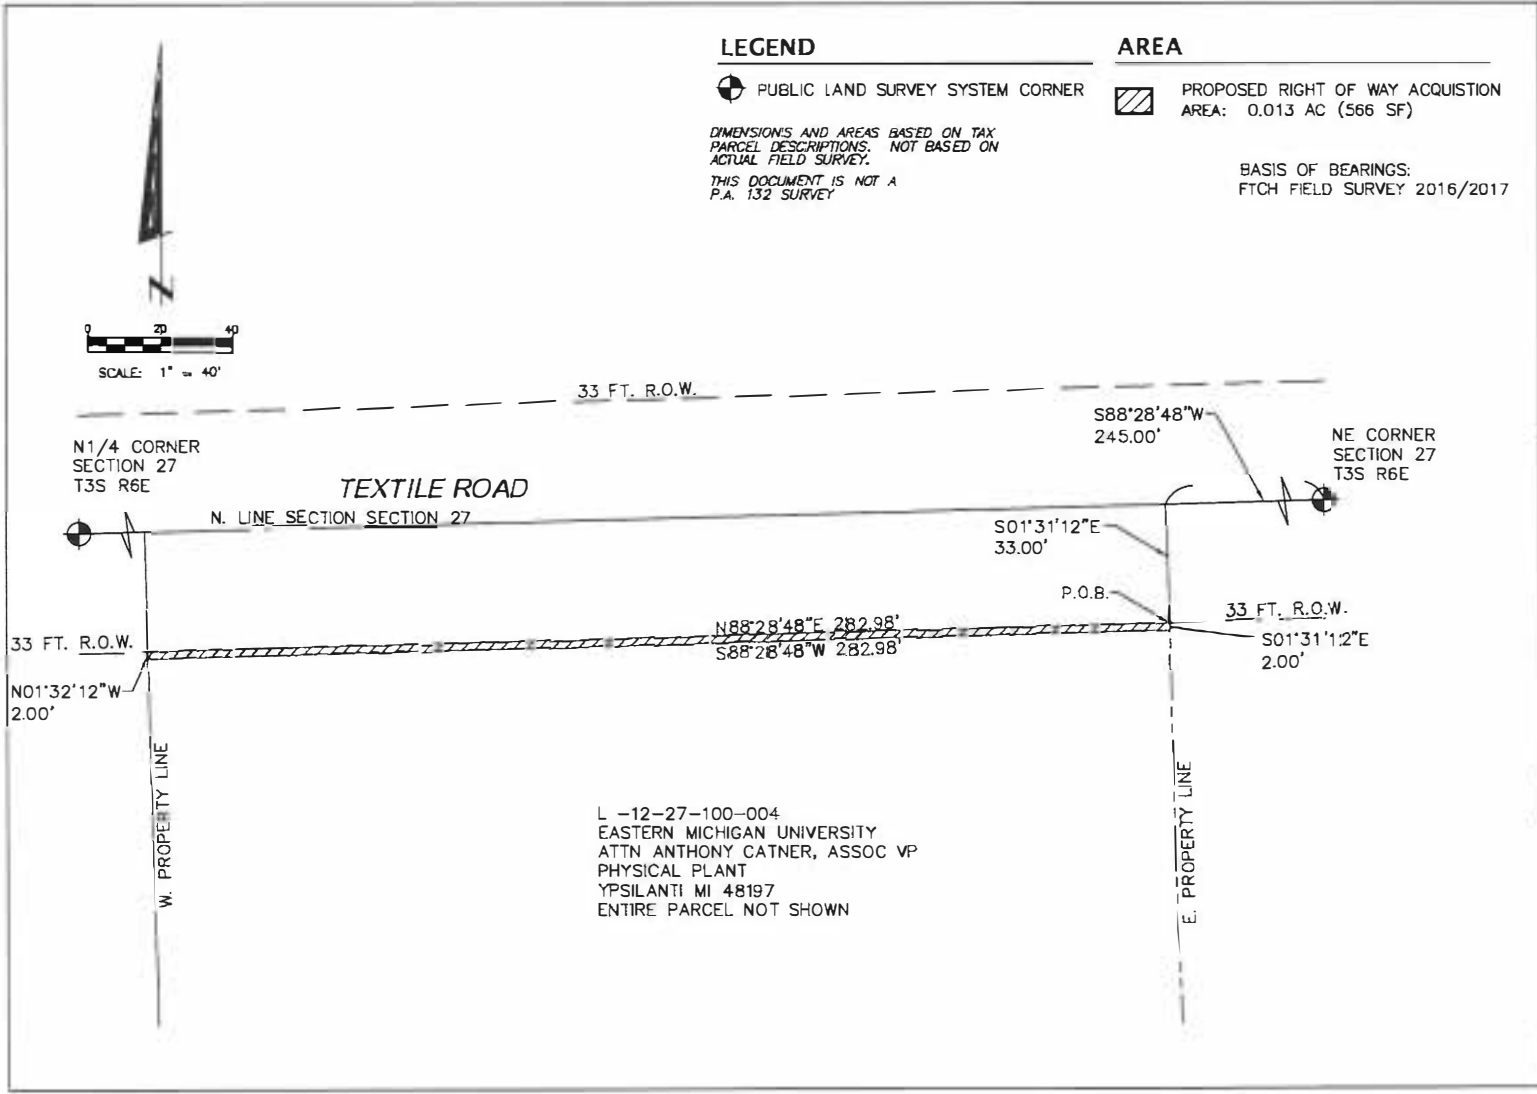 LEGEND
PUBLIC LAND SURVEY SYSTEM CORNER
DIMENSIONS AND AREAS BASED ON TAX
PARCEL DESCRIPTIONS. NOT BASED ON
ACTUAL FIELD SURVEY.
THIS DOCUMENT IS NOT A
P.A. 132 SURVEY
AREA
PROPOSED RIGHT OF WAY ACQUISTION
AREA: 0.013 AC (566 SF)
BASIS OF BEARINGS:
FTCH FIELD SURVEY 2016/2017
N
0 20 40
SCALE: 1" = 40'
33 FT. R.O.W.
S88°28'48"W
245.00'
N1/4 CORNER
SECTION 27
T3S R6E
NE CORNER
SECTION 27
T3S R6E
TEXTILE ROAD
N. LINE SECTION SECTION 27
S01°31'12"E
33.00'
P.O.B.
33 FT. R.O.W.
S01°31'12"E
2.00'
N88°28'48"E 282.98'
S88°28'48"W 282.98'
33 FT. R.O.W.
N01°32'12"W
2.00'
W. PROPERTY LINE
E. PROPERTY LINE
L -12-27-100-004
EASTERN MICHIGAN UNIVERSITY
ATTN ANTHONY CATNER, ASSOC VP
PHYSICAL PLANT
YPSILANTI MI 48197
ENTIRE PARCEL NOT SHOWN